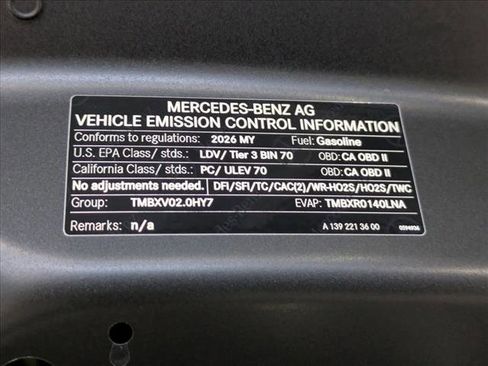 MERCEDES-BENZ AG
VEHICLE EMISSION CONTROL INFORMATION
Conforms to regulations: 2026 MY Fuel: Gasoline
U.S. EPA Class/ stds.: LDV/ Tier 3 BIN 70 OBD: CA OBD II
California Class/ stds.: PC/ ULEV 70 OBD: CA OBD II
No adjustments needed. DFI/SFI/TC/CAC(2)/WR-HO2S/HO2S/TWC
Group: TMBXV02.0HY7 EVAP: TMBXR0140LNA
Remarks: n/a A 139 221 36 00